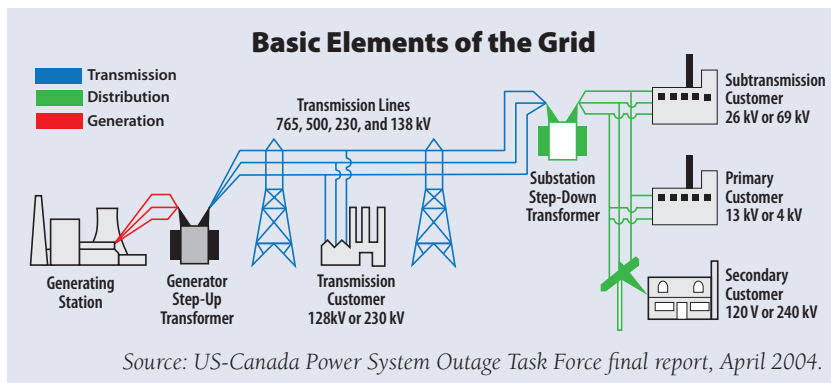 Basic Elements of the Grid
Transmission
Distribution
Generation
Transmission Lines
765, 500, 230, and 138 kV
Subtransmission
Customer
26 kV or 69 kV
Substation
Step-Down
Transformer
Primary
Customer
13 kV or 4 kV
Generating
Station
Generator
Step-Up
Transformer
Transmission
Customer
128kV or 230 kV
Secondary
Customer
120 V or 240 kV
Source: US-Canada Power System Outage Task Force final report, April 2004.